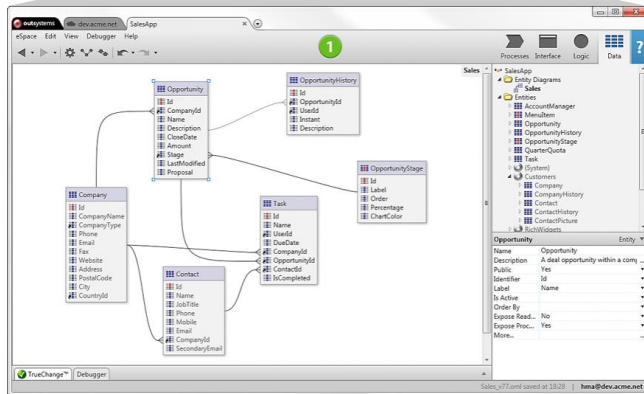 outsystems dev.acme.net SalesApp
eSpace Edit View Debugger Help
1
Processes Interface Logic Data ?
Sales
Opportunity
Id
CompanyId
Name
Description
CloseDate
Amount
Stage
LastModified
Proposal
OpportunityHistory
Id
OpportunityId
UserId
Instant
Description
OpportunityStage
Id
Label
Order
Percentage
ChartColor
Company
Id
CompanyName
CompanyType
Phone
Email
Fax
Website
Address
PostalCode
City
CountryId
Task
Id
Name
UserId
DueDate
CompanyId
OpportunityId
ContactId
IsCompleted
Contact
Id
Name
JobTitle
Phone
Mobile
Email
CompanyId
SecondaryEmail
SalesApp
Entity Diagrams
Sales
Entities
AccountManager
MenuItem
Opportunity
OpportunityHistory
OpportunityStage
QuarterQuota
Task
(System)
Customers
Company
CompanyHistory
Contact
ContactHistory
ContactPicture
RichWidgets
Opportunity Entity
Name Opportunity
Description A deal opportunity within a comp ...
Public Yes
Identifier Id
Label Name
Is Active
Order By
Expose Read... No
Expose Proc... Yes
More... ...
TrueChange™ Debugger
Sales_v77.oml saved at 18:28 | hma@dev.acme.net